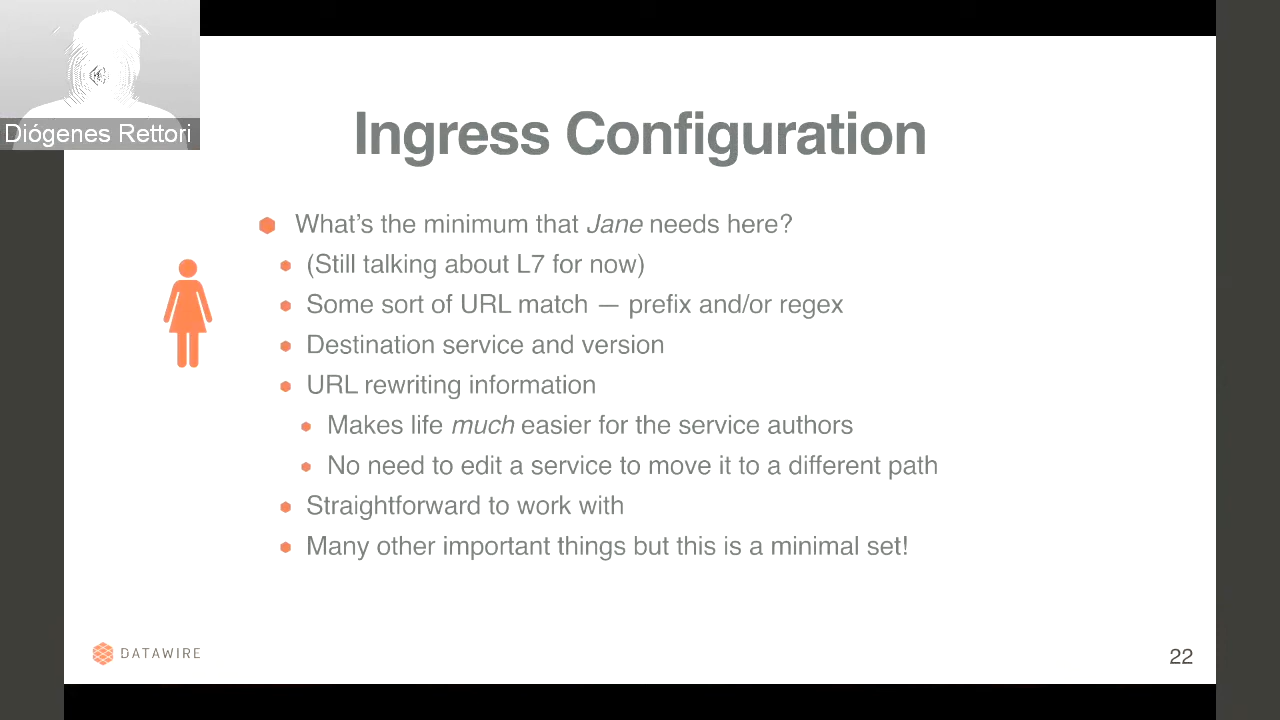 Diógenes Rettori
Ingress Configuration
What's the minimum that Jane needs here?
(Still talking about L7 for now)
Some sort of URL match — prefix and/or regex
Destination service and version
URL rewriting information
Makes life much easier for the service authors
No need to edit a service to move it to a different path
Straightforward to work with
Many other important things but this is a minimal set!
DATAWIRE
22